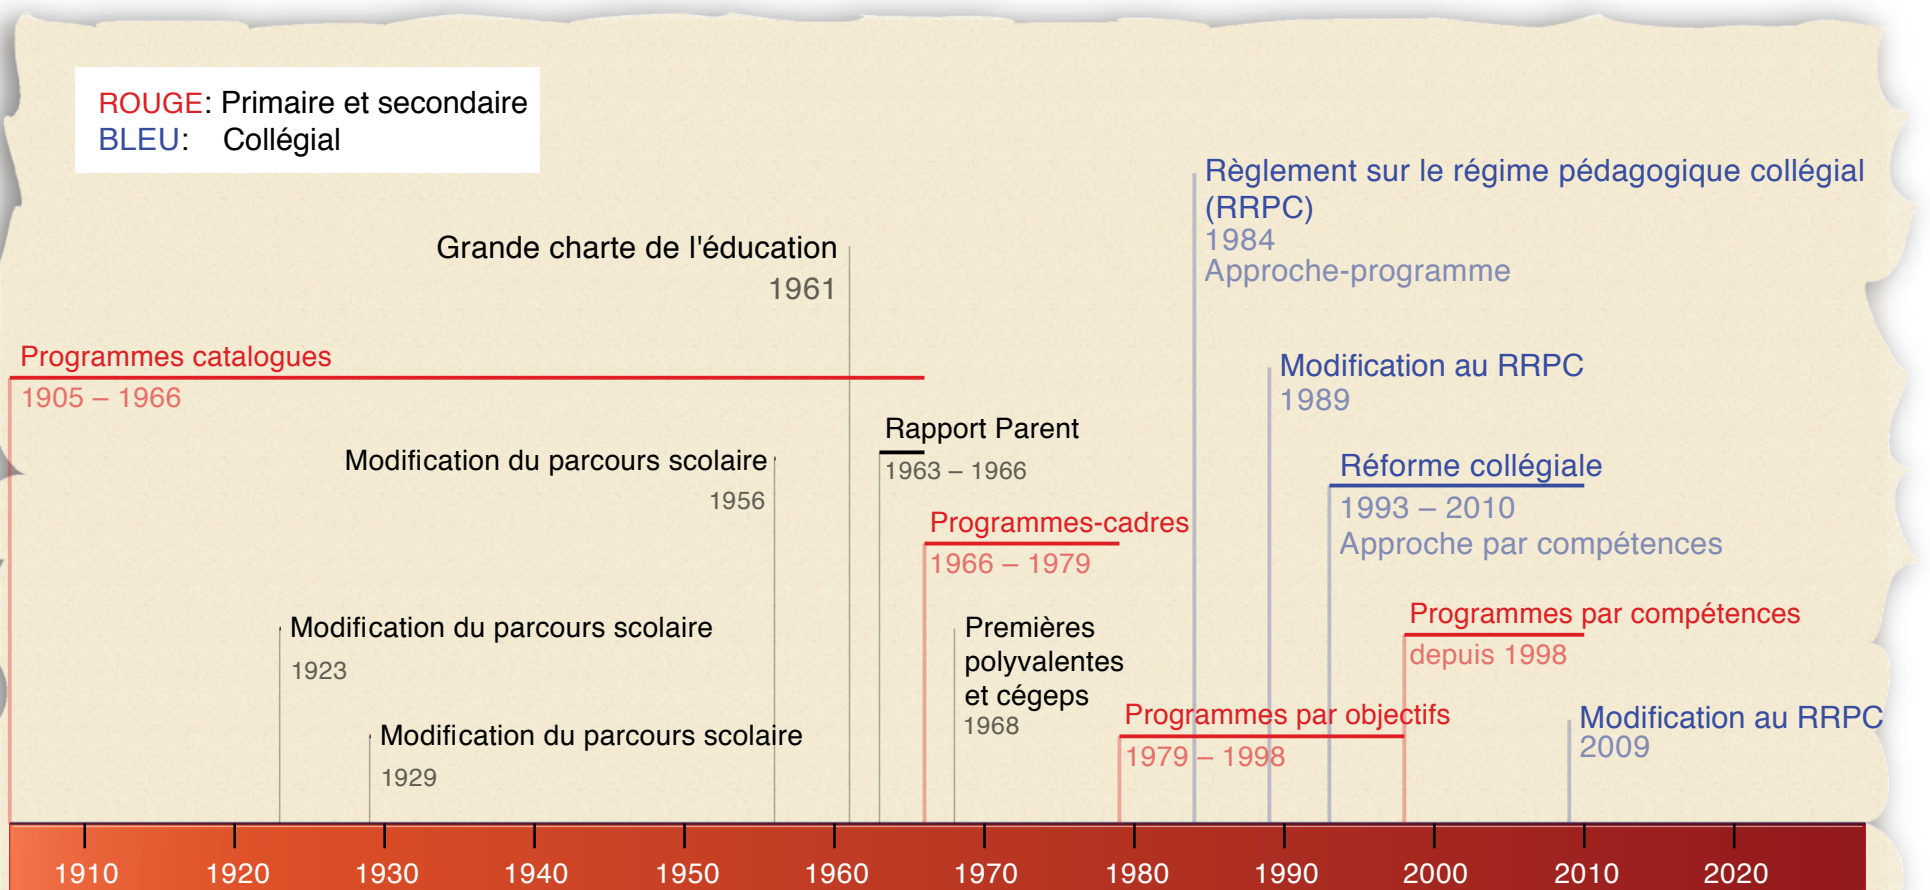 ROUGE: Primaire et secondaire
BLEU: Collégial
Règlement sur le régime pédagogique collégial
(RRPC)
1984
Approche-programme
Grande charte de l'éducation
1961
Programmes catalogues
1905 – 1966
Modification au RRPC
1989
Rapport Parent
1963 – 1966
Modification du parcours scolaire
1956
Réforme collégiale
1993 – 2010
Approche par compétences
Programmes-cadres
1966 – 1979
Programmes par compétences
depuis 1998
Modification du parcours scolaire
1923
Premières
polyvalentes
et cégeps
1968
Programmes par objectifs
1979 – 1998
Modification au RRPC
2009
Modification du parcours scolaire
1929
1910 1920 1930 1940 1950 1960 1970 1980 1990 2000 2010 2020